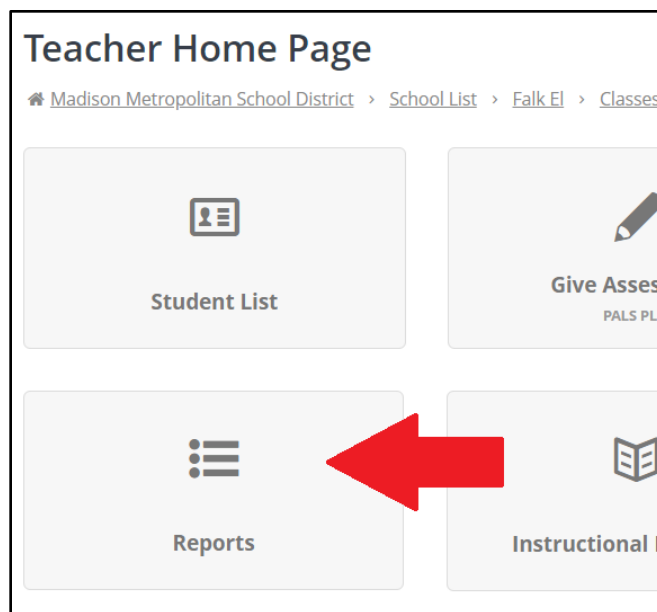 Teacher Home Page
Madison Metropolitan School District › School List › Falk El › Classes
Student List
Give Asses
PALS PL
Reports
Instructional